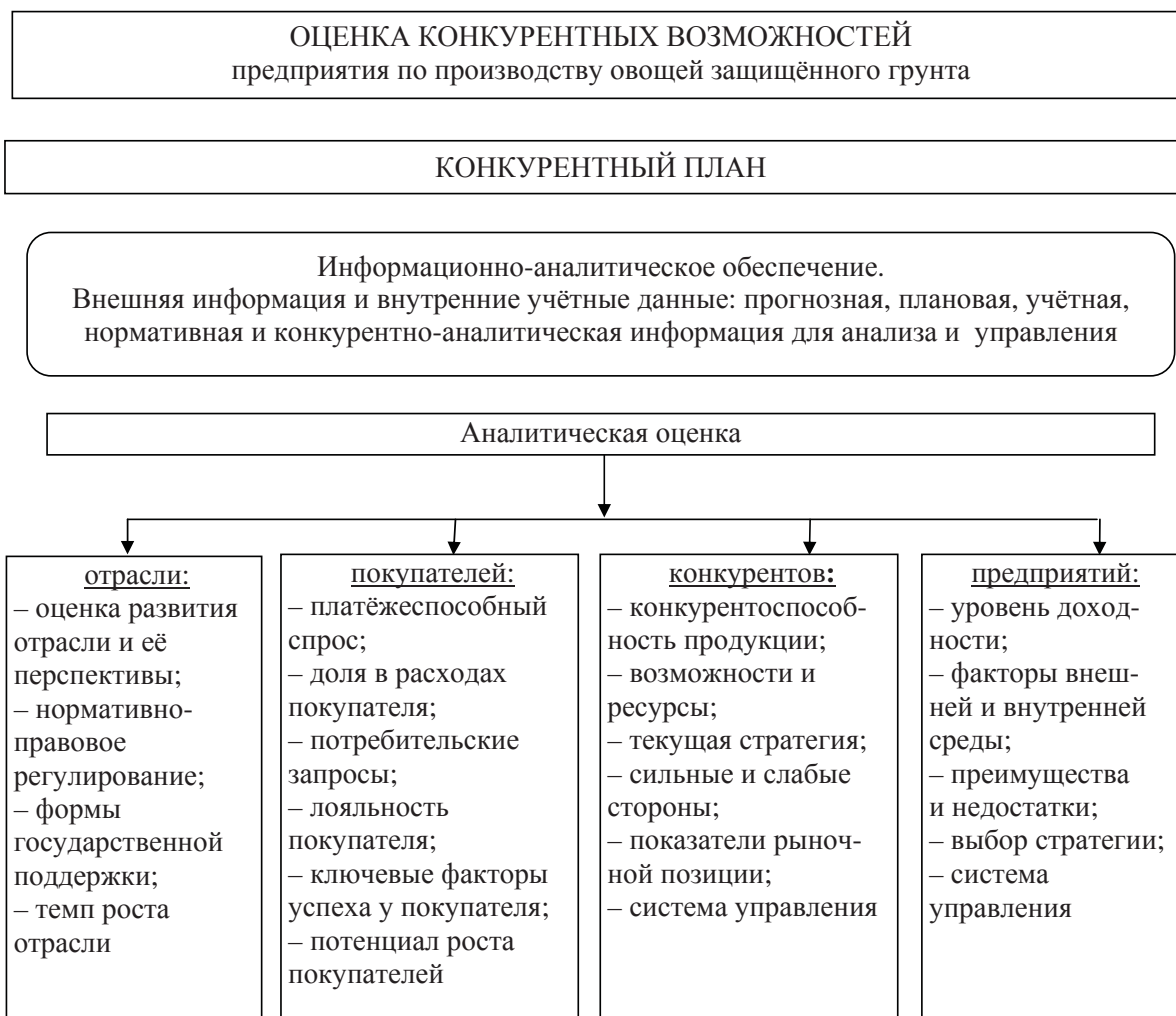 ОЦЕНКА КОНКУРЕНТНЫХ ВОЗМОЖНОСТЕЙ
предприятия по производству овощей защищённого грунта
КОНКУРЕНТНЫЙ ПЛАН
Информационно-аналитическое обеспечение.
Внешняя информация и внутренние учётные данные: прогнозная, плановая, учётная,
нормативная и конкурентно-аналитическая информация для анализа и управления
Аналитическая оценка
отрасли:
– оценка развития
отрасли и её
перспективы;
– нормативно-
правовое
регулирование;
– формы
государственной
поддержки;
– темп роста
отрасли
покупателей:
– платёжеспособный
спрос;
– доля в расходах
покупателя;
– потребительские
запросы;
– лояльность
покупателя;
– ключевые факторы
успеха у покупателя;
– потенциал роста
покупателей
конкурентов:
– конкурентоспособ-
ность продукции;
– возможности и
ресурсы;
– текущая стратегия;
– сильные и слабые
стороны;
– показатели рыноч-
ной позиции;
– система управления
предприятий:
– уровень доход-
ности;
– факторы внеш-
ней и внутренней
среды;
– преимущества
и недостатки;
– выбор стратегии;
– система
управления